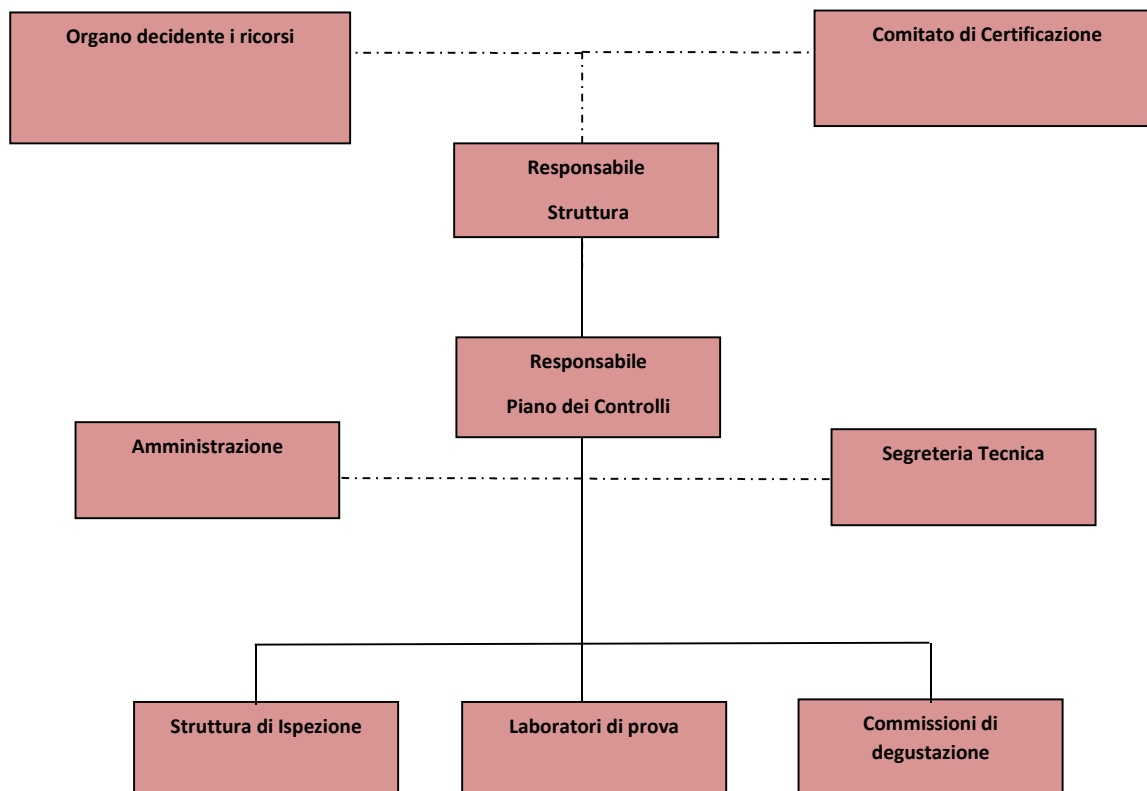 Organo decidente i ricorsi
Comitato di Certificazione
Responsabile
Struttura
Responsabile
Piano dei Controlli
Amministrazione
Segreteria Tecnica
Struttura di Ispezione
Laboratori di prova
Commissioni di
degustazione